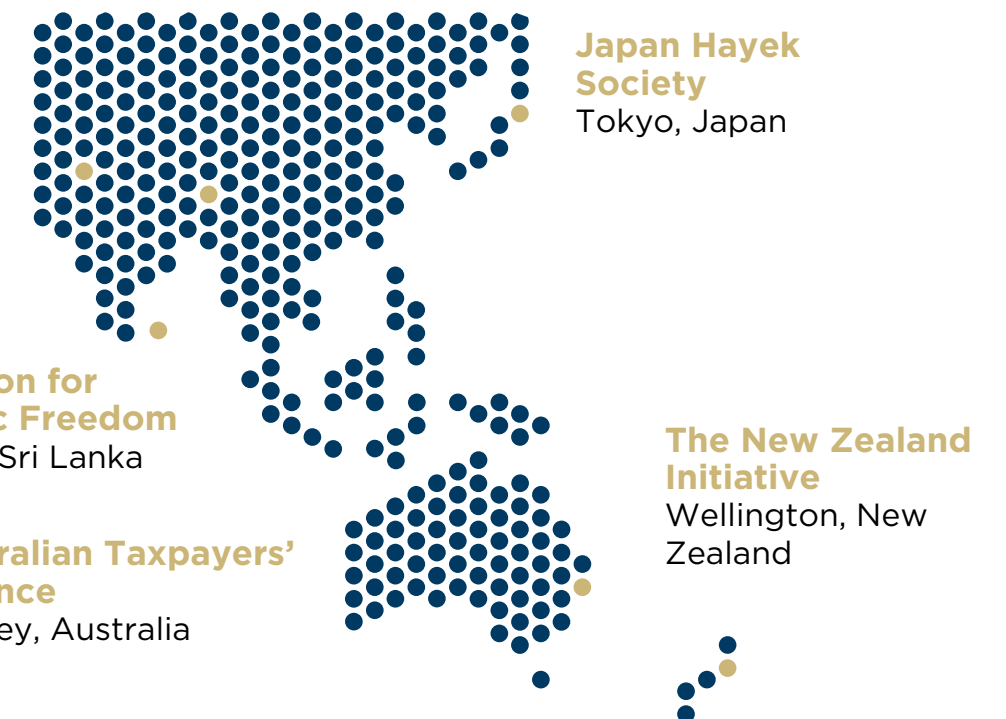 Japan Hayek
Society
Tokyo, Japan
on for
c Freedom
Sri Lanka
The New Zealand
Initiative
Wellington, New
Zealand
ralian Taxpayers’
nce
ey, Australia